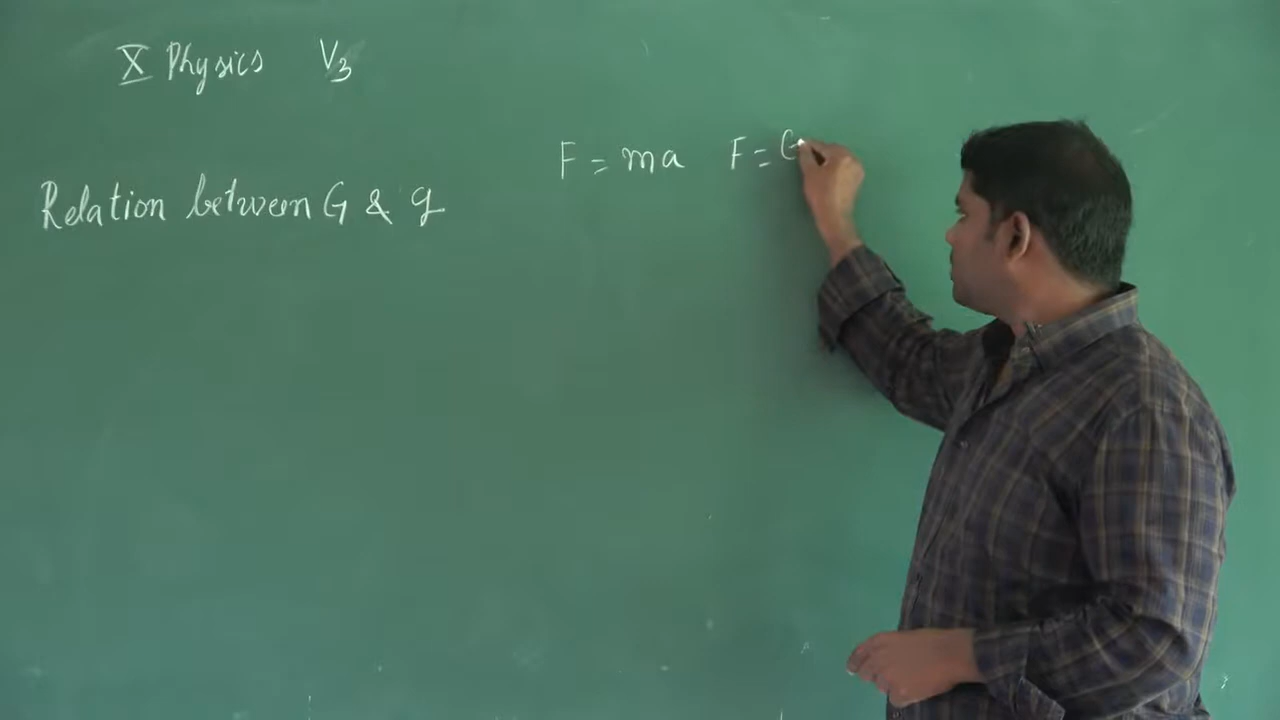 X Physics V3
F = ma F = G
Relation between G & g